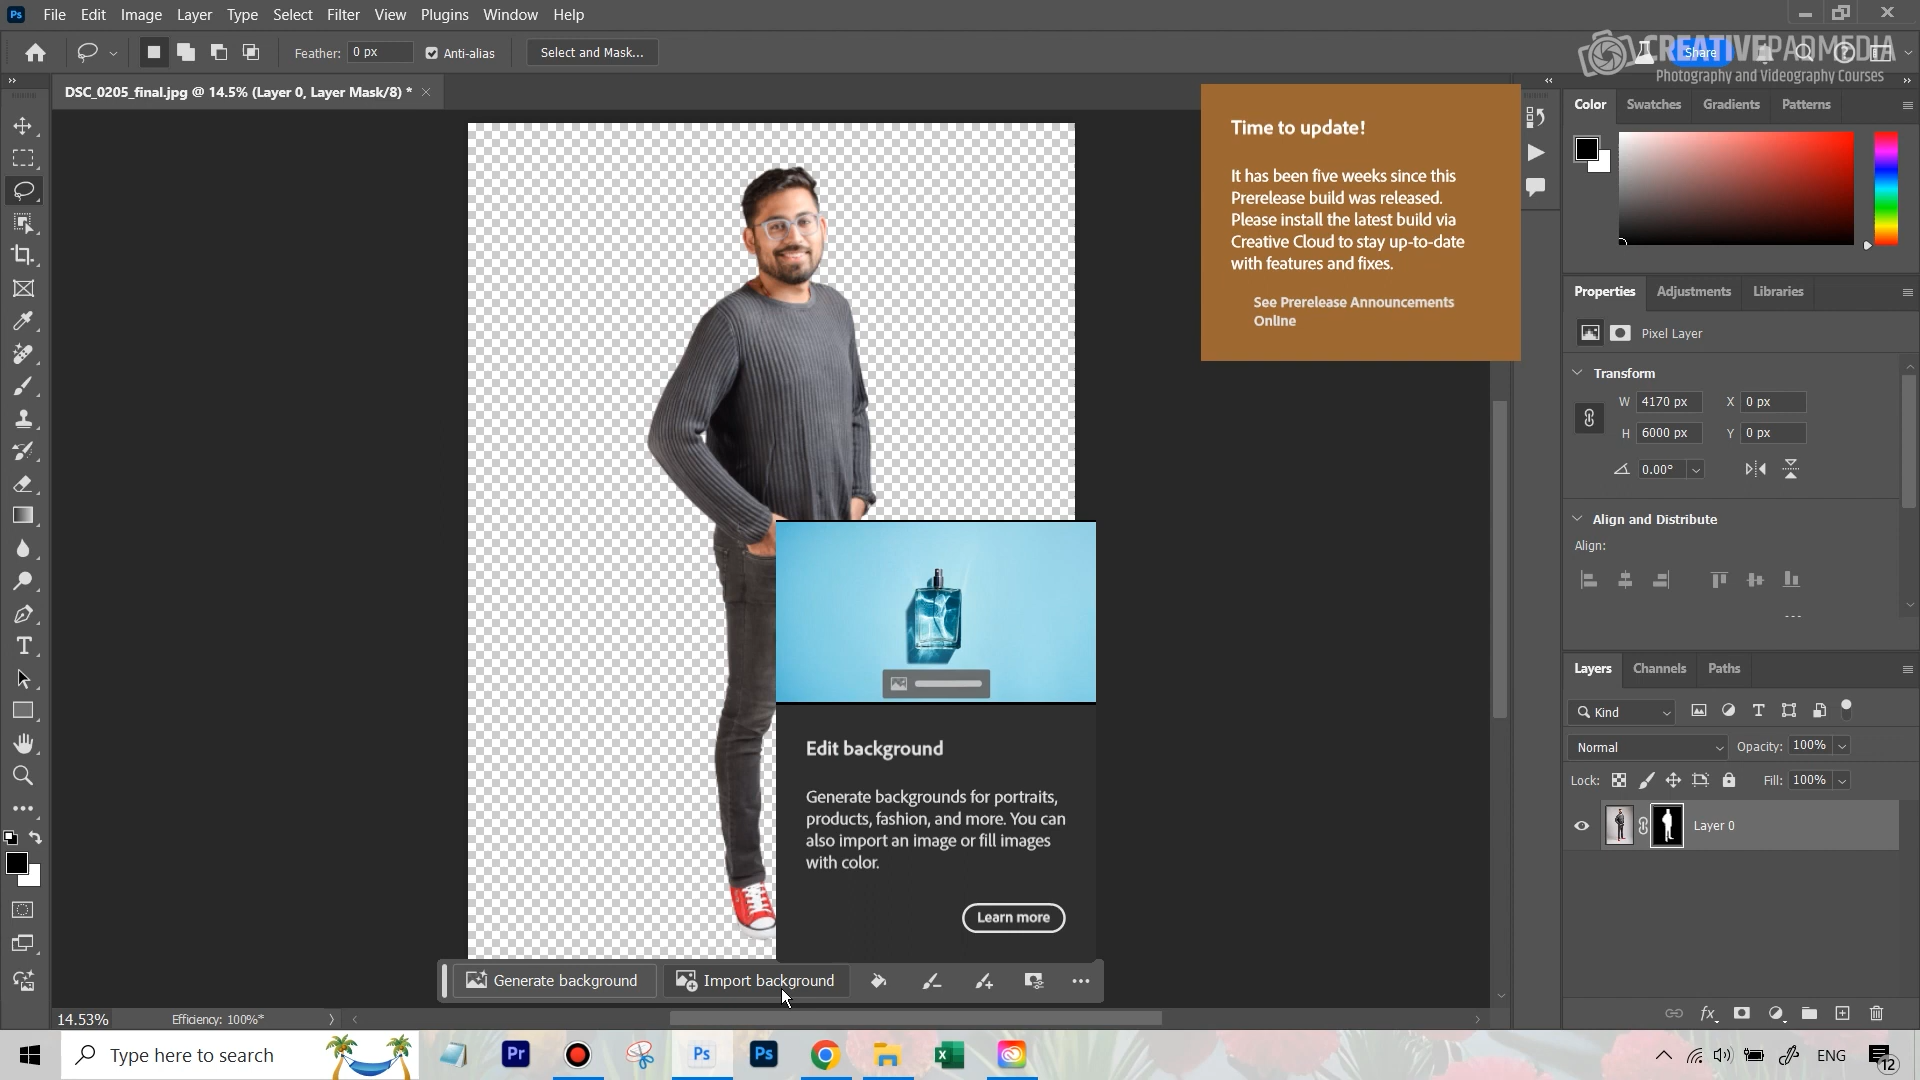 Ps File Edit Image Layer Type Select Filter View Plugins Window Help
Feather: 0 px Anti-alias Select and Mask... Share
CREATIVEPADMEDIA
Photography and Videography Courses
DSC_0205_final.jpg @ 14.5% (Layer 0, Layer Mask/8) *
Time to update!
It has been five weeks since this
Prerelease build was released.
Please install the latest build via
Creative Cloud to stay up-to-date
with features and fixes.
See Prerelease Announcements
Online
Color Swatches Gradients Patterns
Properties Adjustments Libraries
Pixel Layer
Transform
W 4170 px X 0 px
H 6000 px Y 0 px
0.00°
Align and Distribute
Align:
Layers Channels Paths
Kind
Normal Opacity: 100%
Lock: Fill: 100%
Layer 0
Edit background
Generate backgrounds for portraits,
products, fashion, and more. You can
also import an image or fill images
with color.
Learn more
Generate background Import background
14.53% Efficiency: 100%*
Type here to search Pr Ps Ps ENG 12